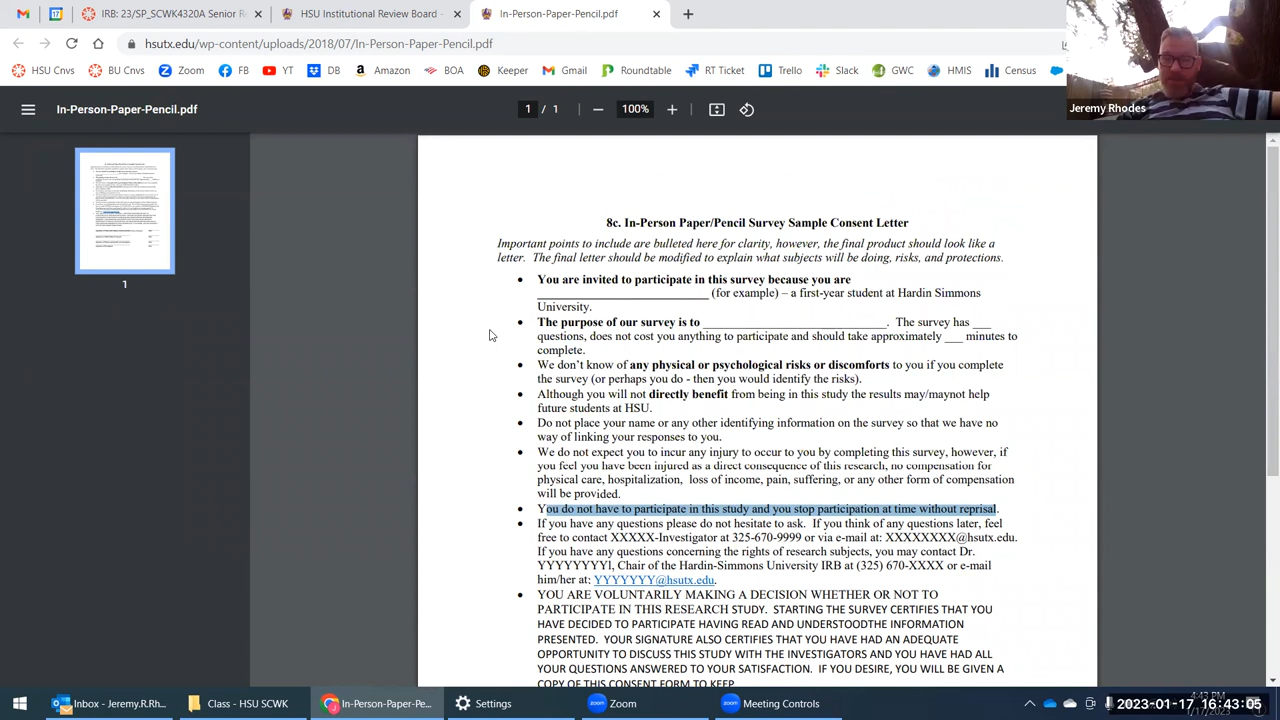 IRB: 23/SP_SCWK4320A Senior R
HSU Institutional Review Board -
In-Person-Paper-Pencil.pdf
hsutx.edu/wp-content/uploads/2018/07/In-Person-Paper-Pencil.pdf
HSU Cnvs BU Cnvs Zoom FB YT DB Amazon BOA Keeper Gmail Roundtable RT Ticket Trello Slack GWC HMIS Census
Jeremy Rhodes
In-Person-Paper-Pencil.pdf
1 / 1
100%
1
8c. In-Person Paper/Pencil Survey Sample Consent Letter
Important points to include are bulleted here for clarity, however, the final product should look like a
letter. The final letter should be modified to explain what subjects will be doing, risks, and protections.
• You are invited to participate in this survey because you are
__________________________ (for example) – a first-year student at Hardin Simmons
University.
• The purpose of our survey is to ____________________________. The survey has ___
questions, does not cost you anything to participate and should take approximately ___ minutes to
complete.
• We don't know of any physical or psychological risks or discomforts to you if you complete
the survey (or perhaps you do - then you would identify the risks).
• Although you will not directly benefit from being in this study the results may/maynot help
future students at HSU.
• Do not place your name or any other identifying information on the survey so that we have no
way of linking your responses to you.
• We do not expect you to incur any injury to occur to you by completing this survey, however, if
you feel you have been injured as a direct consequence of this research, no compensation for
physical care, hospitalization, loss of income, pain, suffering, or any other form of compensation
will be provided.
• You do not have to participate in this study and you stop participation at time without reprisal.
• If you have any questions please do not hesitate to ask. If you think of any questions later, feel
free to contact XXXXX-Investigator at 325-670-9999 or via e-mail at: XXXXXXXX@hsutx.edu.
If you have any questions concerning the rights of research subjects, you may contact Dr.
YYYYYYYYl, Chair of the Hardin-Simmons University IRB at (325) 670-XXXX or e-mail
him/her at: YYYYYYY@hsutx.edu.
• YOU ARE VOLUNTARILY MAKING A DECISION WHETHER OR NOT TO
PARTICIPATE IN THIS RESEARCH STUDY. STARTING THE SURVEY CERTIFIES THAT YOU
HAVE DECIDED TO PARTICIPATE HAVING READ AND UNDERSTOODTHE INFORMATION
PRESENTED. YOUR SIGNATURE ALSO CERTIFIES THAT YOU HAVE HAD AN ADEQUATE
OPPORTUNITY TO DISCUSS THIS STUDY WITH THE INVESTIGATORS AND YOU HAVE HAD ALL
YOUR QUESTIONS ANSWERED TO YOUR SATISFACTION. IF YOU DESIRE, YOU WILL BE GIVEN A
COPY OF THIS CONSENT FORM TO KEEP
Inbox - Jeremy.R.Rh... Class - HSU SCWK In-Person-Paper-Pe... Settings Zoom Meeting Controls
4:43 PM
2023-01-17 16:43:05